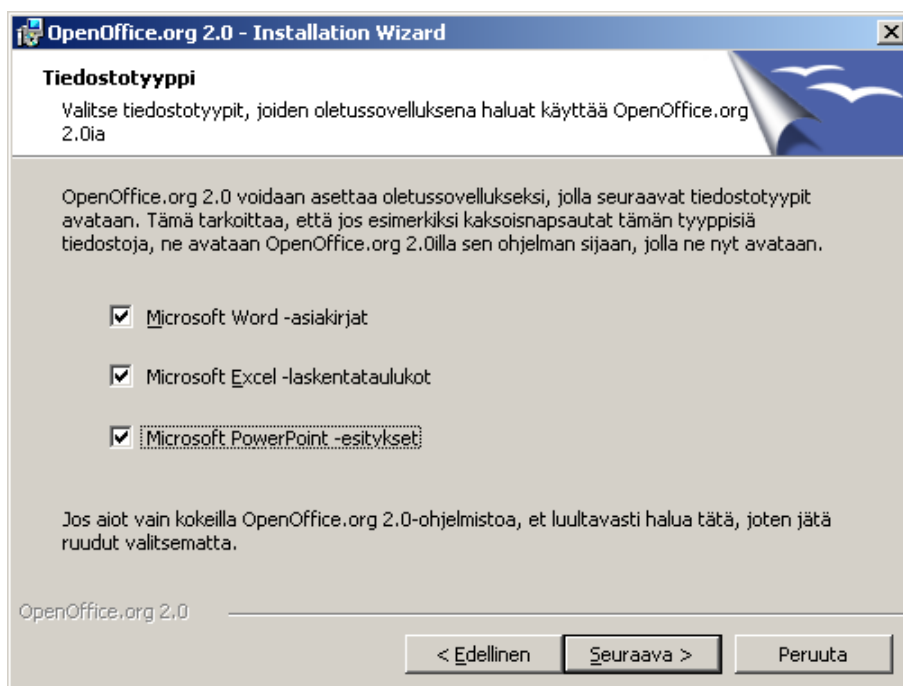 OpenOffice.org 2.0 - Installation Wizard
Tiedostotyyppi
Valitse tiedostotyypit, joiden oletussovelluksena haluat käyttää OpenOffice.org
2.0ia
OpenOffice.org 2.0 voidaan asettaa oletussovellukseksi, jolla seuraavat tiedostotyypit
avataan. Tämä tarkoittaa, että jos esimerkiksi kaksoisnapsautat tämän tyyppisiä
tiedostoja, ne avataan OpenOffice.org 2.0illa sen ohjelman sijaan, jolla ne nyt avataan.
Microsoft Word -asiakirjat
Microsoft Excel -laskentataulukot
Microsoft PowerPoint -esitykset
Jos aiot vain kokeilla OpenOffice.org 2.0-ohjelmistoa, et luultavasti halua tätä, joten jätä
ruudut valitsematta.
OpenOffice.org 2.0
< Edellinen Seuraava > Peruuta